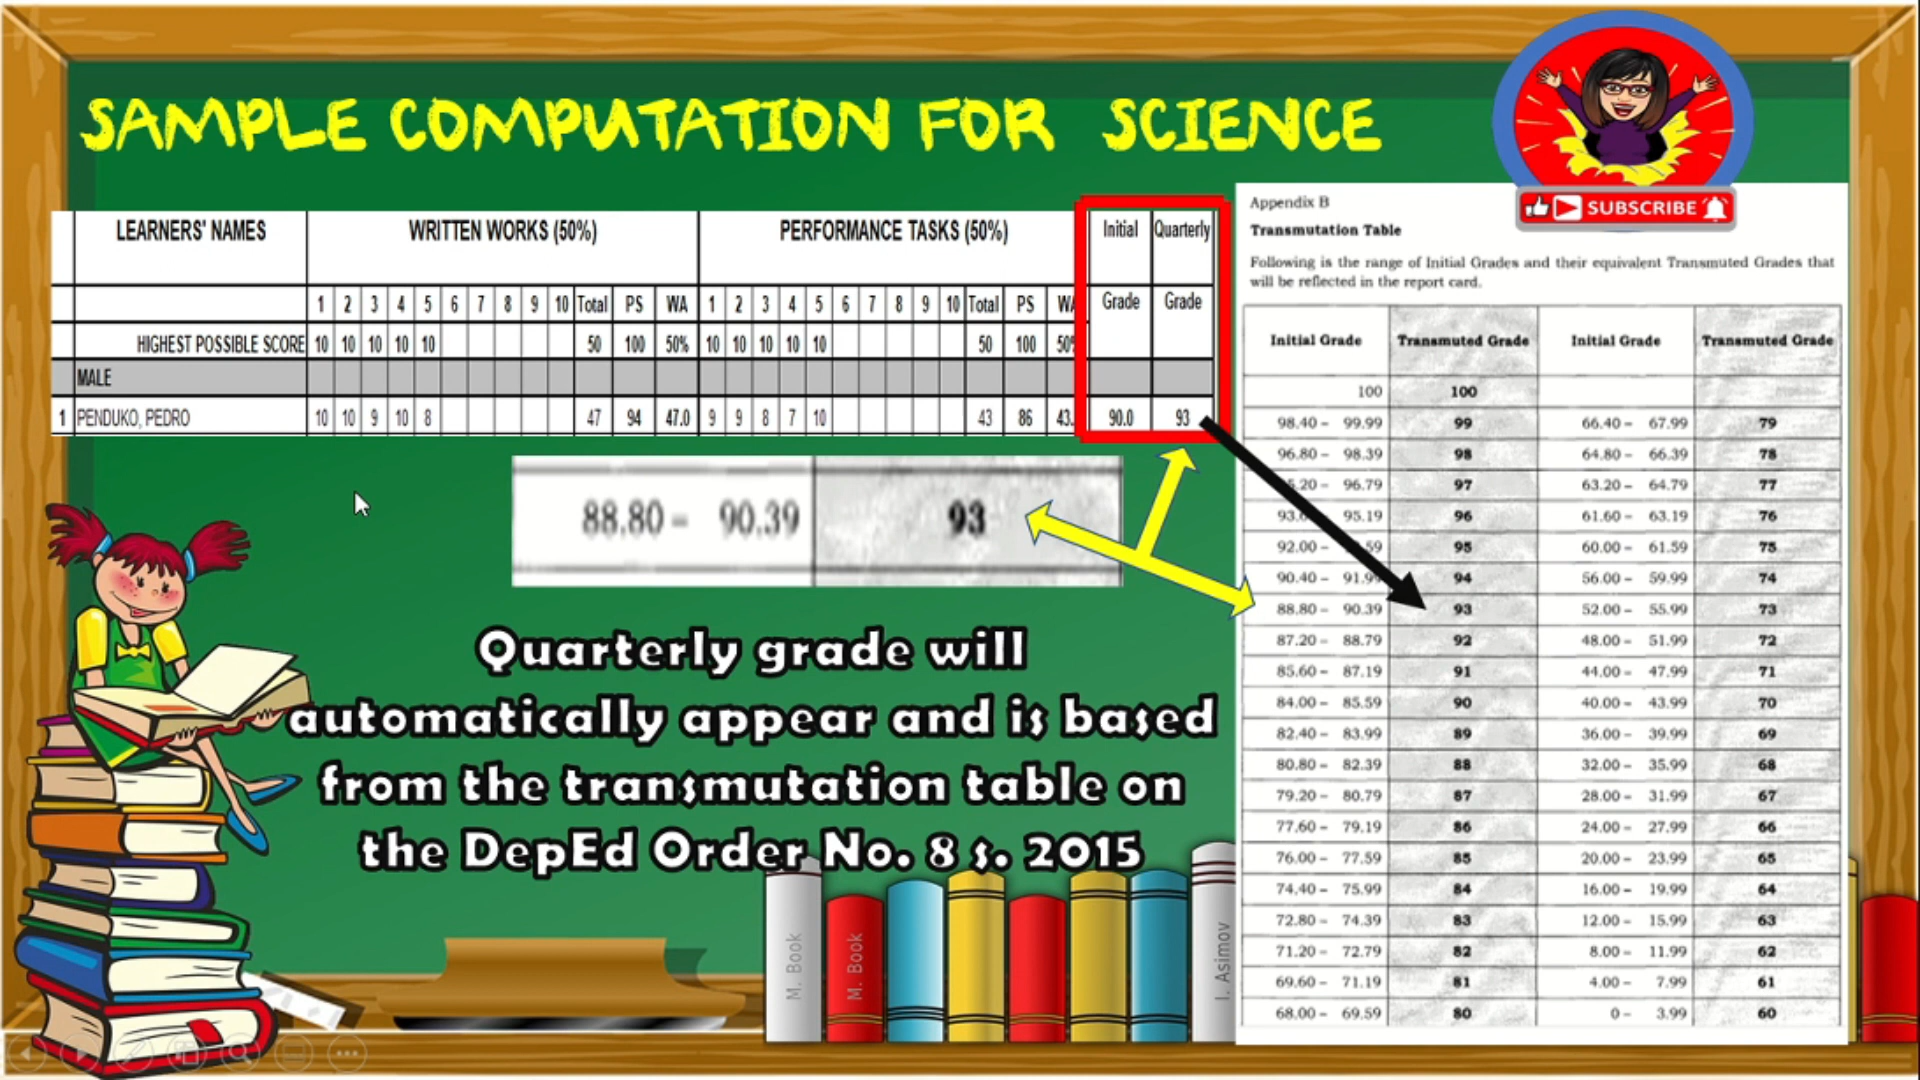 SAMPLE COMPUTATION FOR SCIENCE
SUBSCRIBE
LEARNERS' NAMES WRITTEN WORKS (50%) PERFORMANCE TASKS (50%) Initial Quarterly
1 2 3 4 5 6 7 8 9 10 Total PS WA 1 2 3 4 5 6 7 8 9 10 Total PS Grade Grade
HIGHEST POSSIBLE SCORE 10 10 10 10 10 50 100 50% 10 10 10 10 10 50 100
MALE
1 PENDUKO, PEDRO 10 10 9 10 8 47 94 47.0 9 9 8 7 10 43 86 43. 90.0 93
88.80 – 90.39 93
Quarterly grade will
automatically appear and is based
from the transmutation table on
the DepEd Order No. 8 s. 2015
Appendix B
Transmutation Table
Following is the range of Initial Grades and their equivalent Transmuted Grades that
will be reflected in the report card.
Initial Grade Transmuted Grade Initial Grade Transmuted Grade
100 100
98.40 – 99.99 99 66.40 – 67.99 79
96.80 – 98.39 98 64.80 – 66.39 78
96.79 97 63.20 – 64.79 77
95.19 96 61.60 – 63.19 76
92.00 – 95 60.00 – 61.59 75
90.40 – 91.99 94 56.00 – 59.99 74
88.80 – 90.39 93 52.00 – 55.99 73
87.20 – 88.79 92 48.00 – 51.99 72
85.60 – 87.19 91 44.00 – 47.99 71
84.00 – 85.59 90 40.00 – 43.99 70
82.40 – 83.99 89 36.00 – 39.99 69
80.80 – 82.39 88 32.00 – 35.99 68
79.20 – 80.79 87 28.00 – 31.99 67
77.60 – 79.19 86 24.00 – 27.99 66
76.00 – 77.59 85 20.00 – 23.99 65
74.40 – 75.99 84 16.00 – 19.99 64
72.80 – 74.39 83 12.00 – 15.99 63
71.20 – 72.79 82 8.00 – 11.99 62
69.60 – 71.19 81 4.00 – 7.99 61
68.00 – 69.59 80 0 – 3.99 60
M. Book
M. Book
I. Asimov